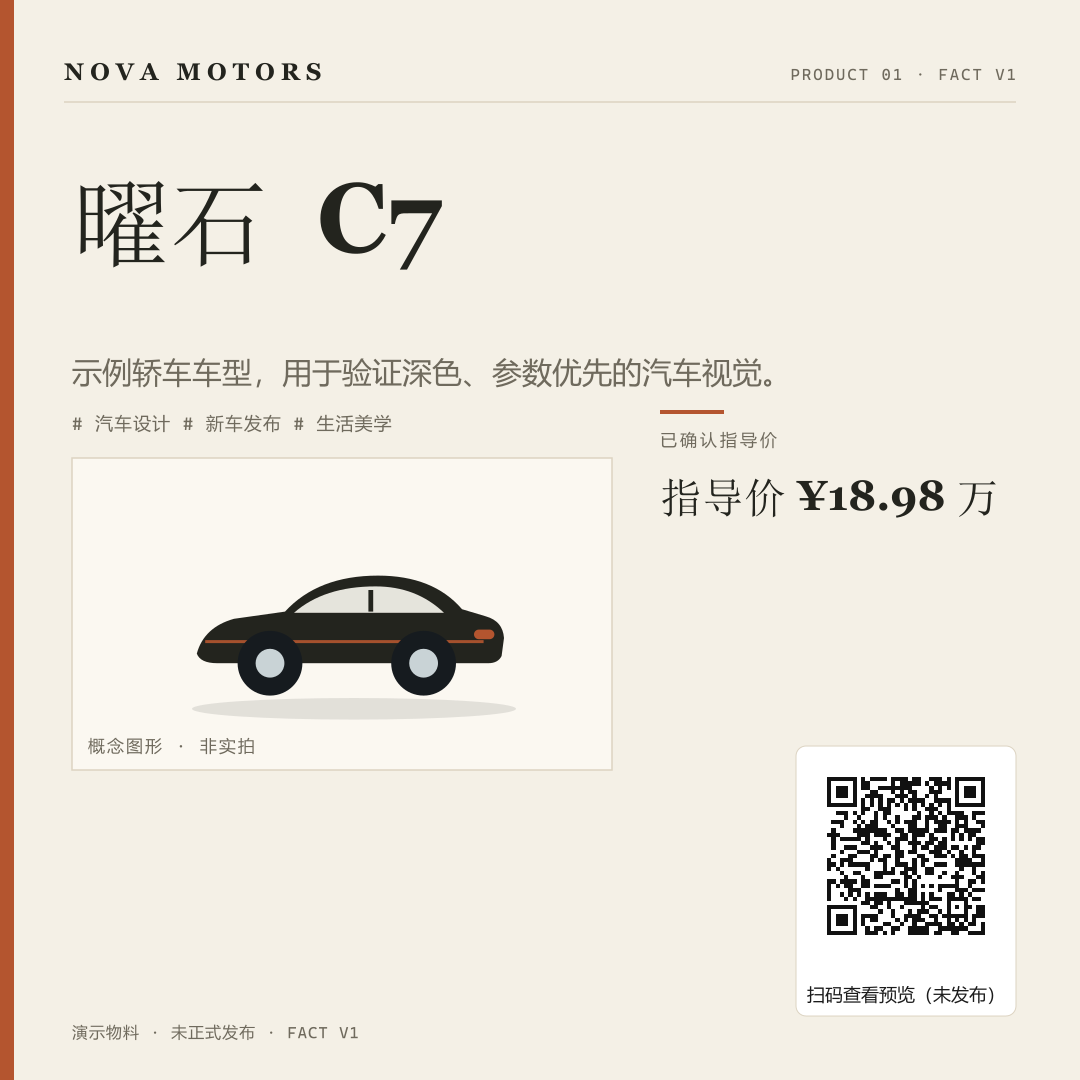 NOVA MOTORS
PRODUCT 01 · FACT V1
曜石 C7
示例轿车车型，用于验证深色、参数优先的汽车视觉。
# 汽车设计 # 新车发布 # 生活美学
已确认指导价
指导价 ¥18.98 万
概念图形 · 非实拍
扫码查看预览（未发布）
演示物料 · 未正式发布 · FACT V1